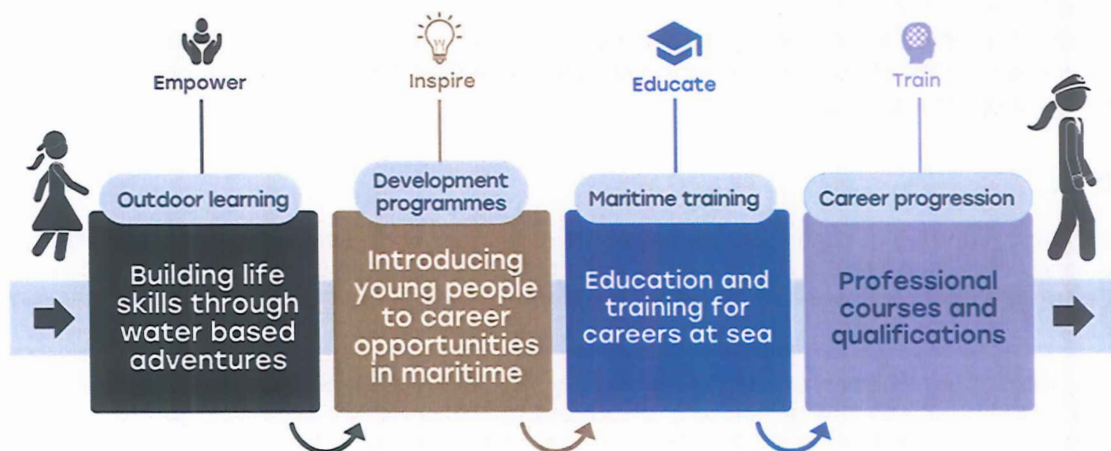 Empower
Inspire
Educate
Train
Outdoor learning
Development
programmes
Maritime training
Career progression
Building life
skills through
water based
adventures
Introducing
young people
to career
opportunities
in maritime
Education and
training for
careers at sea
Professional
courses and
qualifications